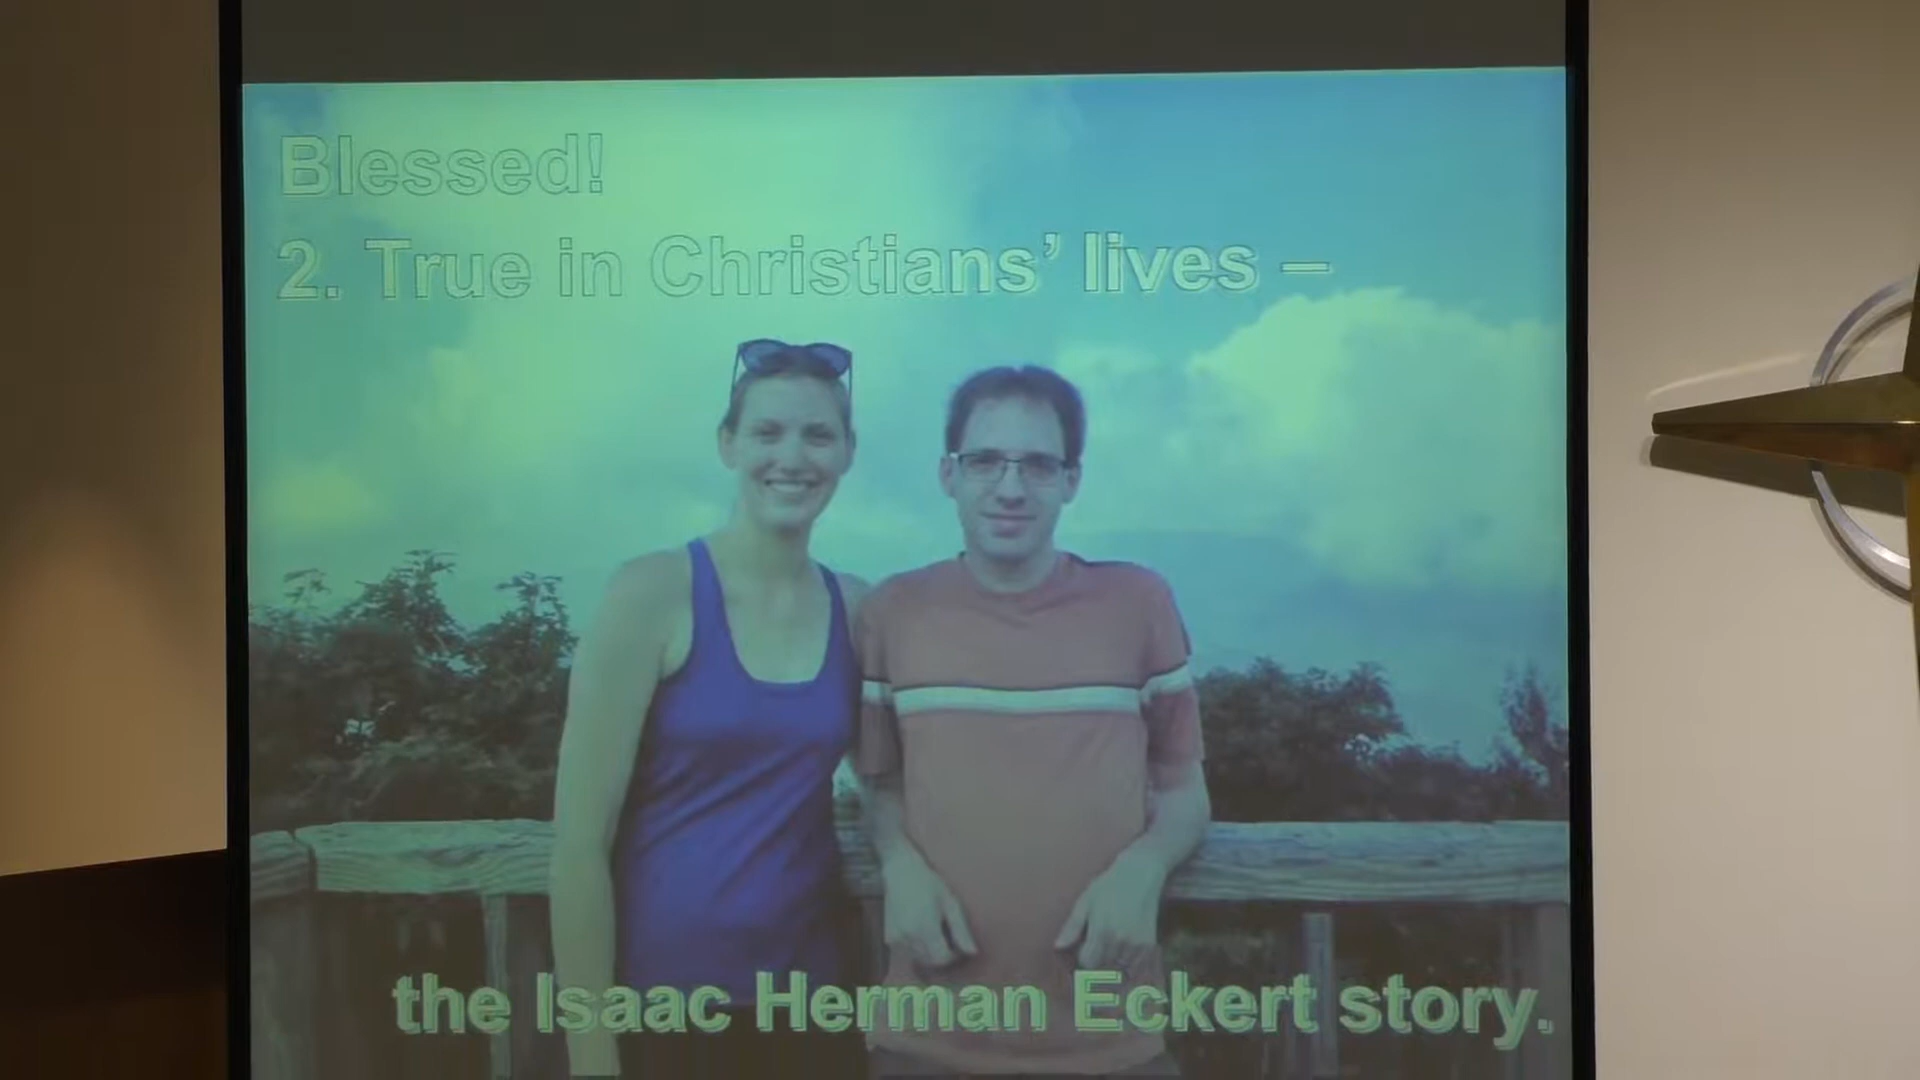 Blessed!
2. True in Christians’ lives –
the Isaac Herman Eckert story.